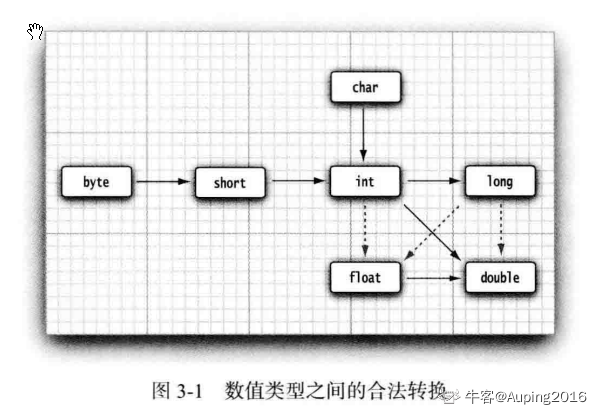 char
byte
short
int
long
float
double
图 3-1 数值类型之间的合法转换
牛客@Auping2016